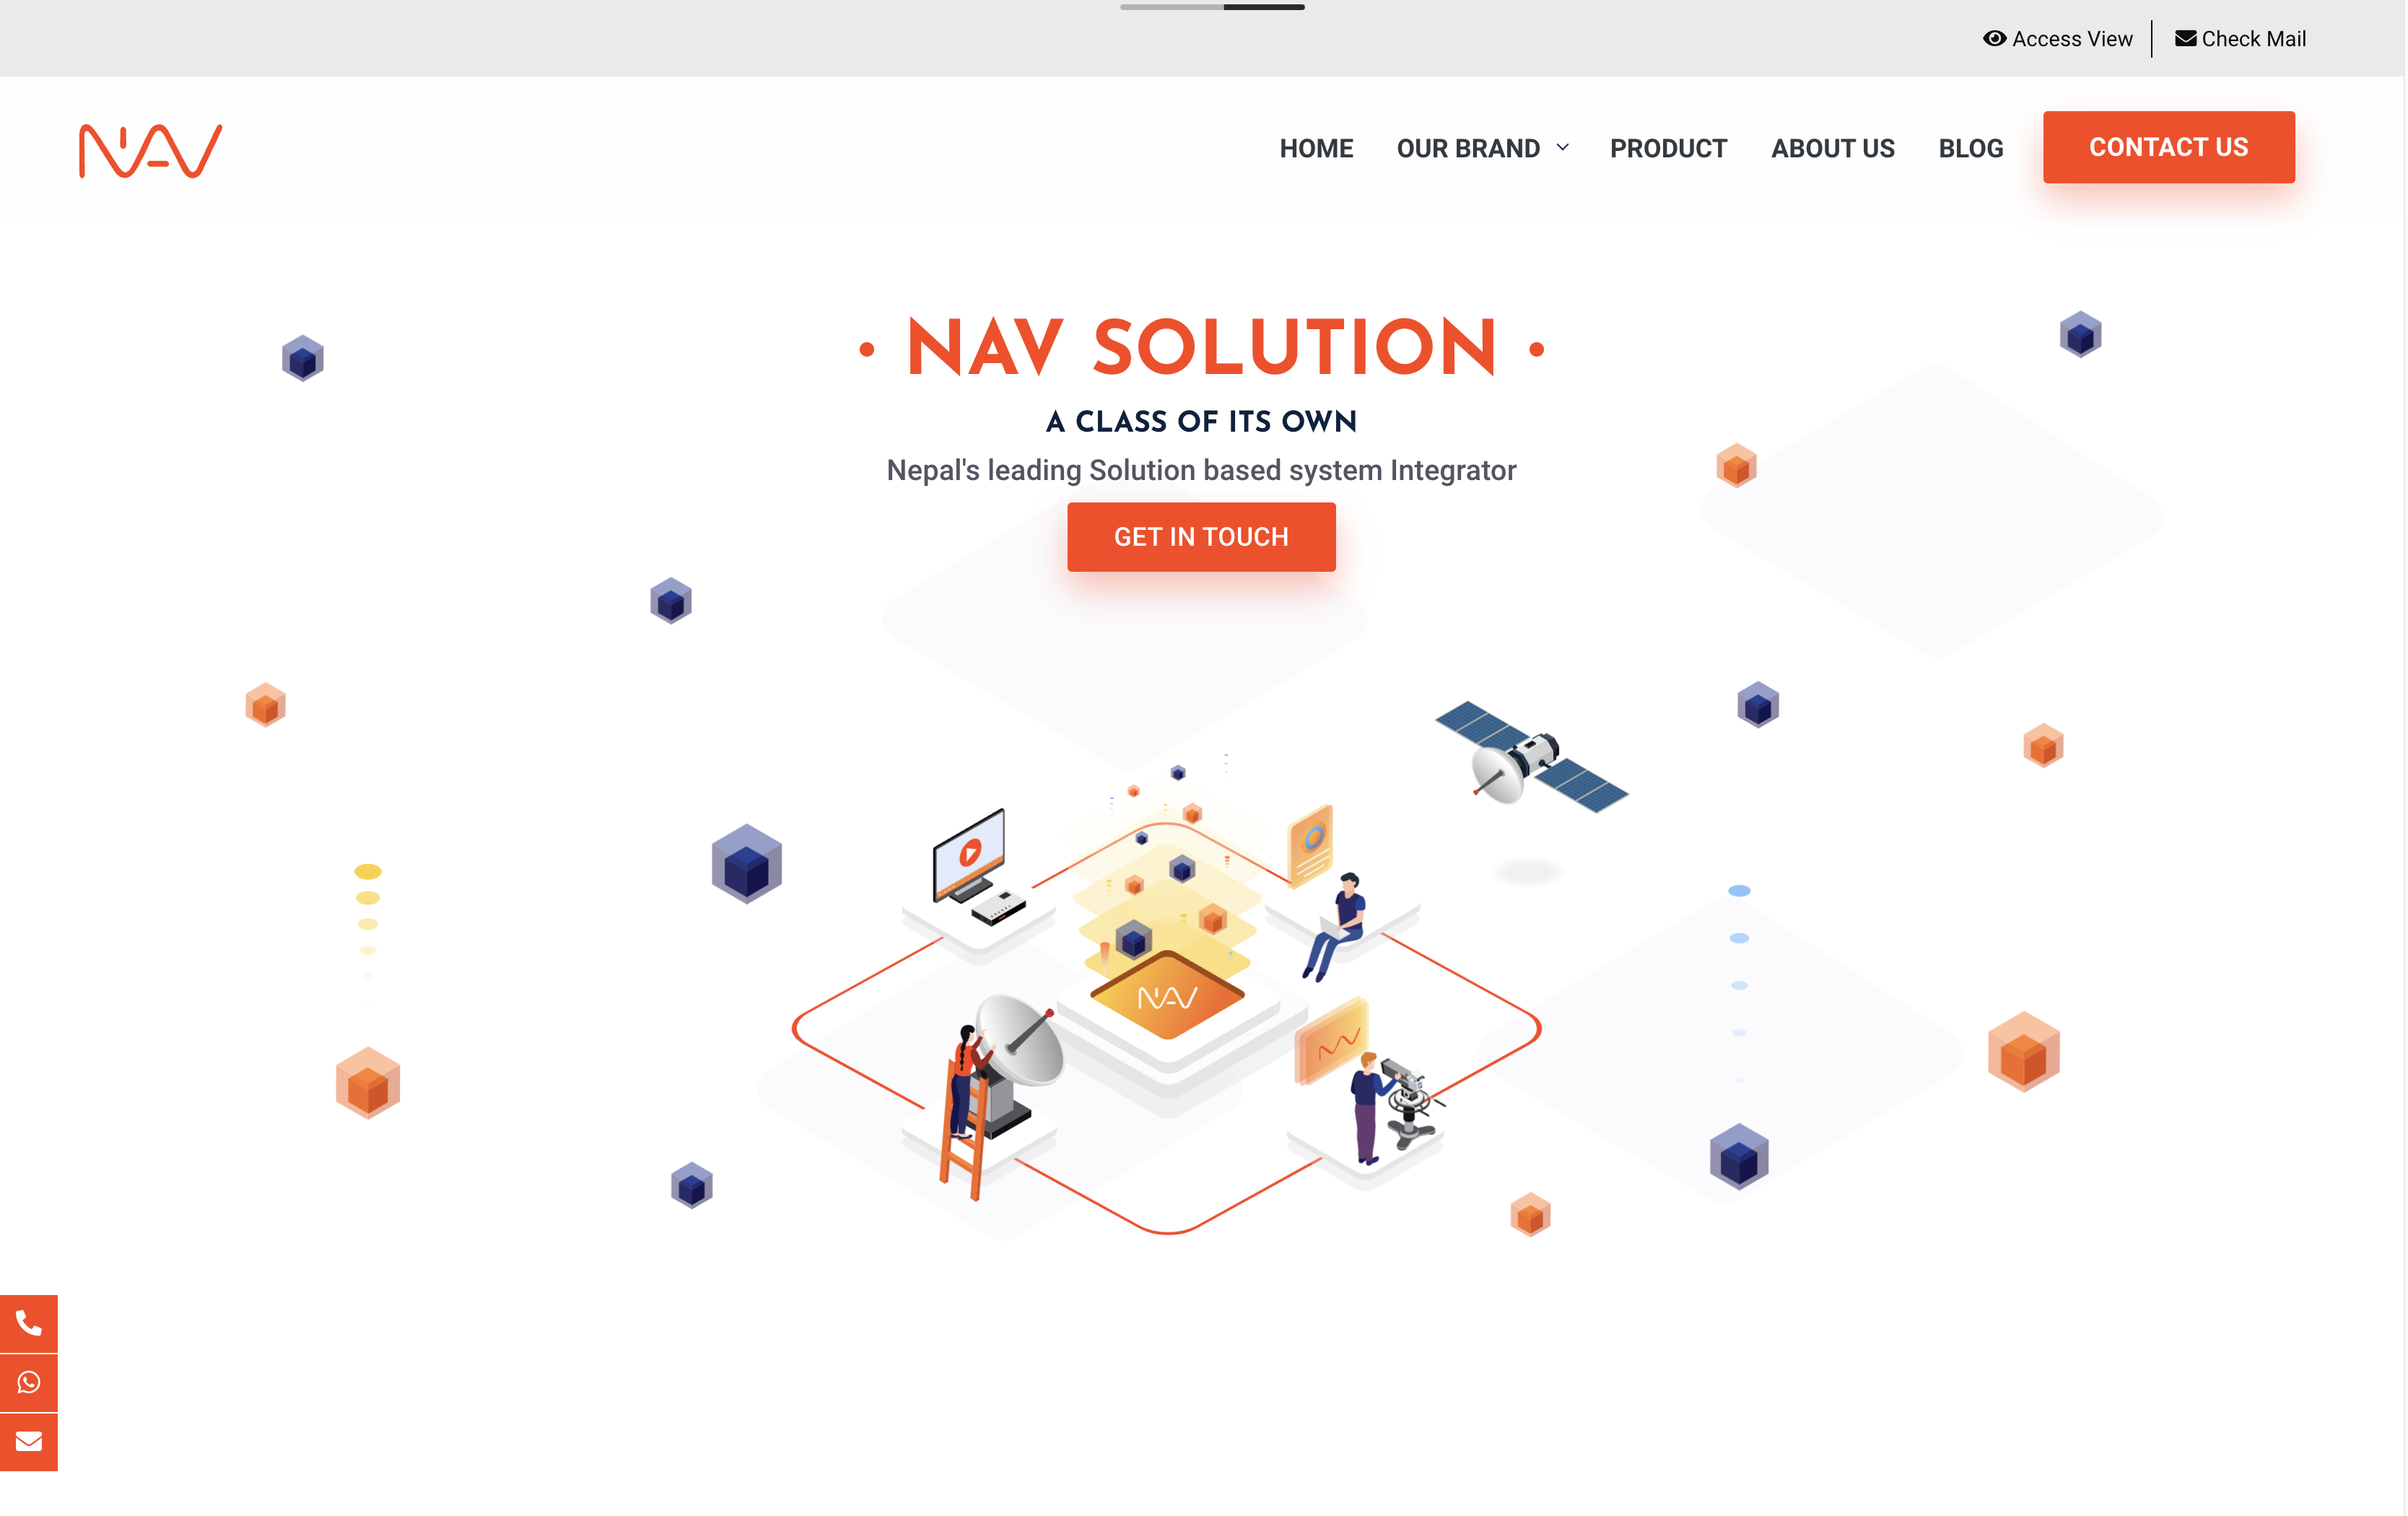 Access View
Check Mail
NAV
HOME
OUR BRAND
PRODUCT
ABOUT US
BLOG
CONTACT US
• NAV SOLUTION •
A CLASS OF ITS OWN
Nepal's leading Solution based system Integrator
GET IN TOUCH
NAV